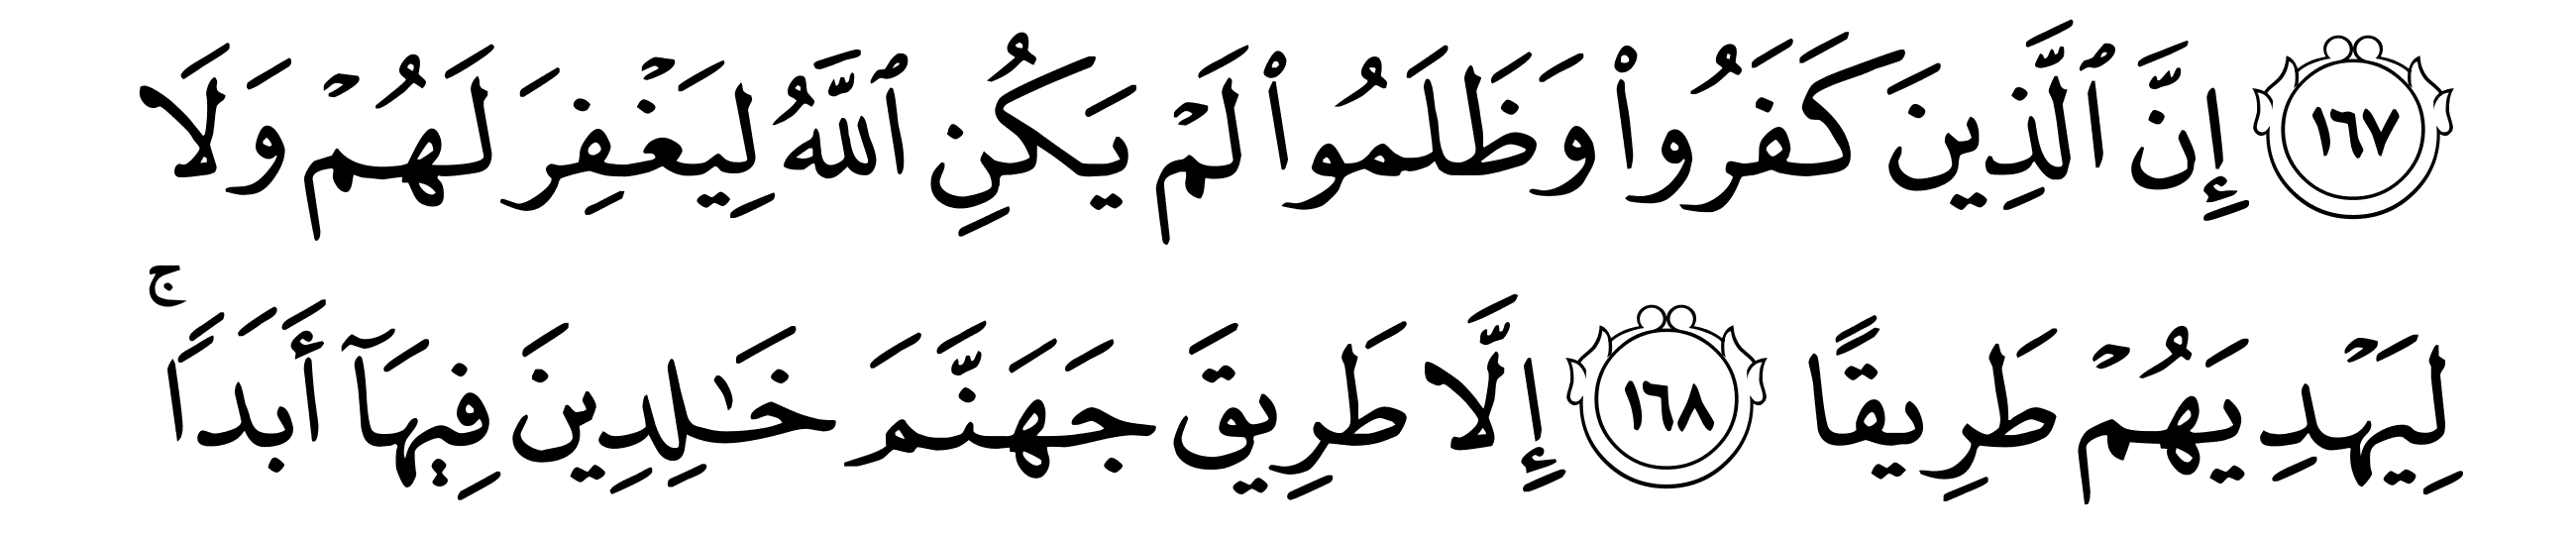 ١٦٧ إِنَّ ٱلَّذِينَ كَفَرُوا۟ وَظَلَمُوا۟ لَمْ يَكُنِ ٱللَّهُ لِيَغْفِرَ لَهُمْ وَلَا
لِيَهْدِيَهُمْ طَرِيقًا ١٦٨ إِلَّا طَرِيقَ جَهَنَّمَ خَـٰلِدِينَ فِيهَآ أَبَدًا ۚ